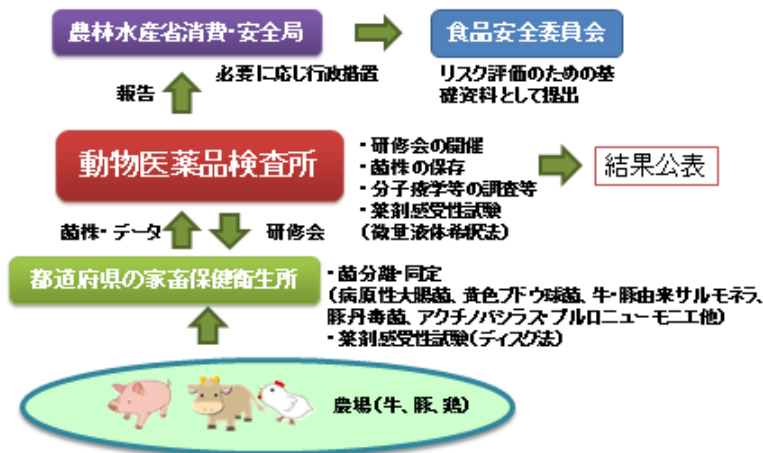 農林水産省消費・安全局
食品安全委員会
報告
必要に応じ行政措置
リスク評価のための基
礎資料として提出
動物医薬品検査所
・研修会の開催
・菌株の保存
・分子疫学等の調査等
・薬剤感受性試験
(微量液体希釈法)
結果公表
菌株・データ
研修会
都道府県の家畜保健衛生所
・菌分離・同定
(病原性大腸菌、黄色ブドウ球菌、牛・豚由来サルモネラ、
豚丹毒菌、アクチノバシラス・プルロニューモニエ他)
・薬剤感受性試験(ディスク法)
農場(牛、豚、鶏)